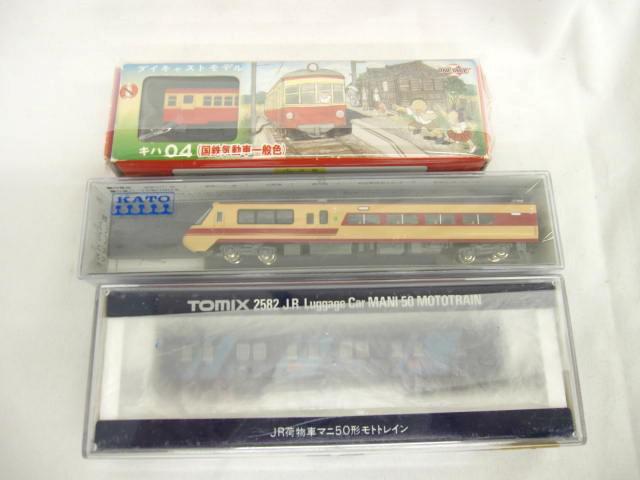 ダイキャストモデル
N
キハ04(国鉄気動車一般色)
KATO
TOMIX 2582 J.R. Luggage Car MANI 50 MOTOTRAIN
JR荷物車マニ50形モトトレイン